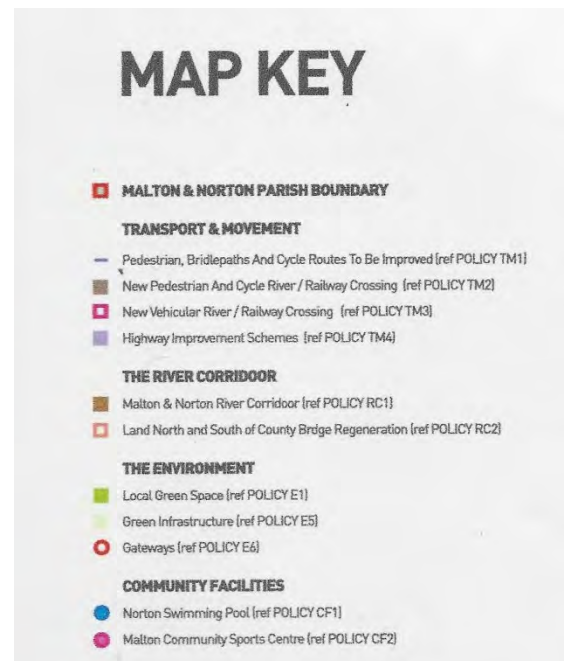 MAP KEY
MALTON & NORTON PARISH BOUNDARY
TRANSPORT & MOVEMENT
Pedestrian, Bridlepaths And Cycle Routes To Be Improved (ref POLICY TM1)
New Pedestrian And Cycle River / Railway Crossing (ref POLICY TM2)
New Vehicular River / Railway Crossing (ref POLICY TM3)
Highway Improvement Schemes (ref POLICY TM4)
THE RIVER CORRIDOOR
Malton & Norton River Corridor (ref POLICY RC1)
Land North and South of County Brdge Regeneration (ref POLICY RC2)
THE ENVIRONMENT
Local Green Space (ref POLICY E1)
Green Infrastructure (ref POLICY E5)
Gateways (ref POLICY E6)
COMMUNITY FACILITIES
Norton Swimming Pool (ref POLICY CF1)
Malton Community Sports Centre (ref POLICY CF2)